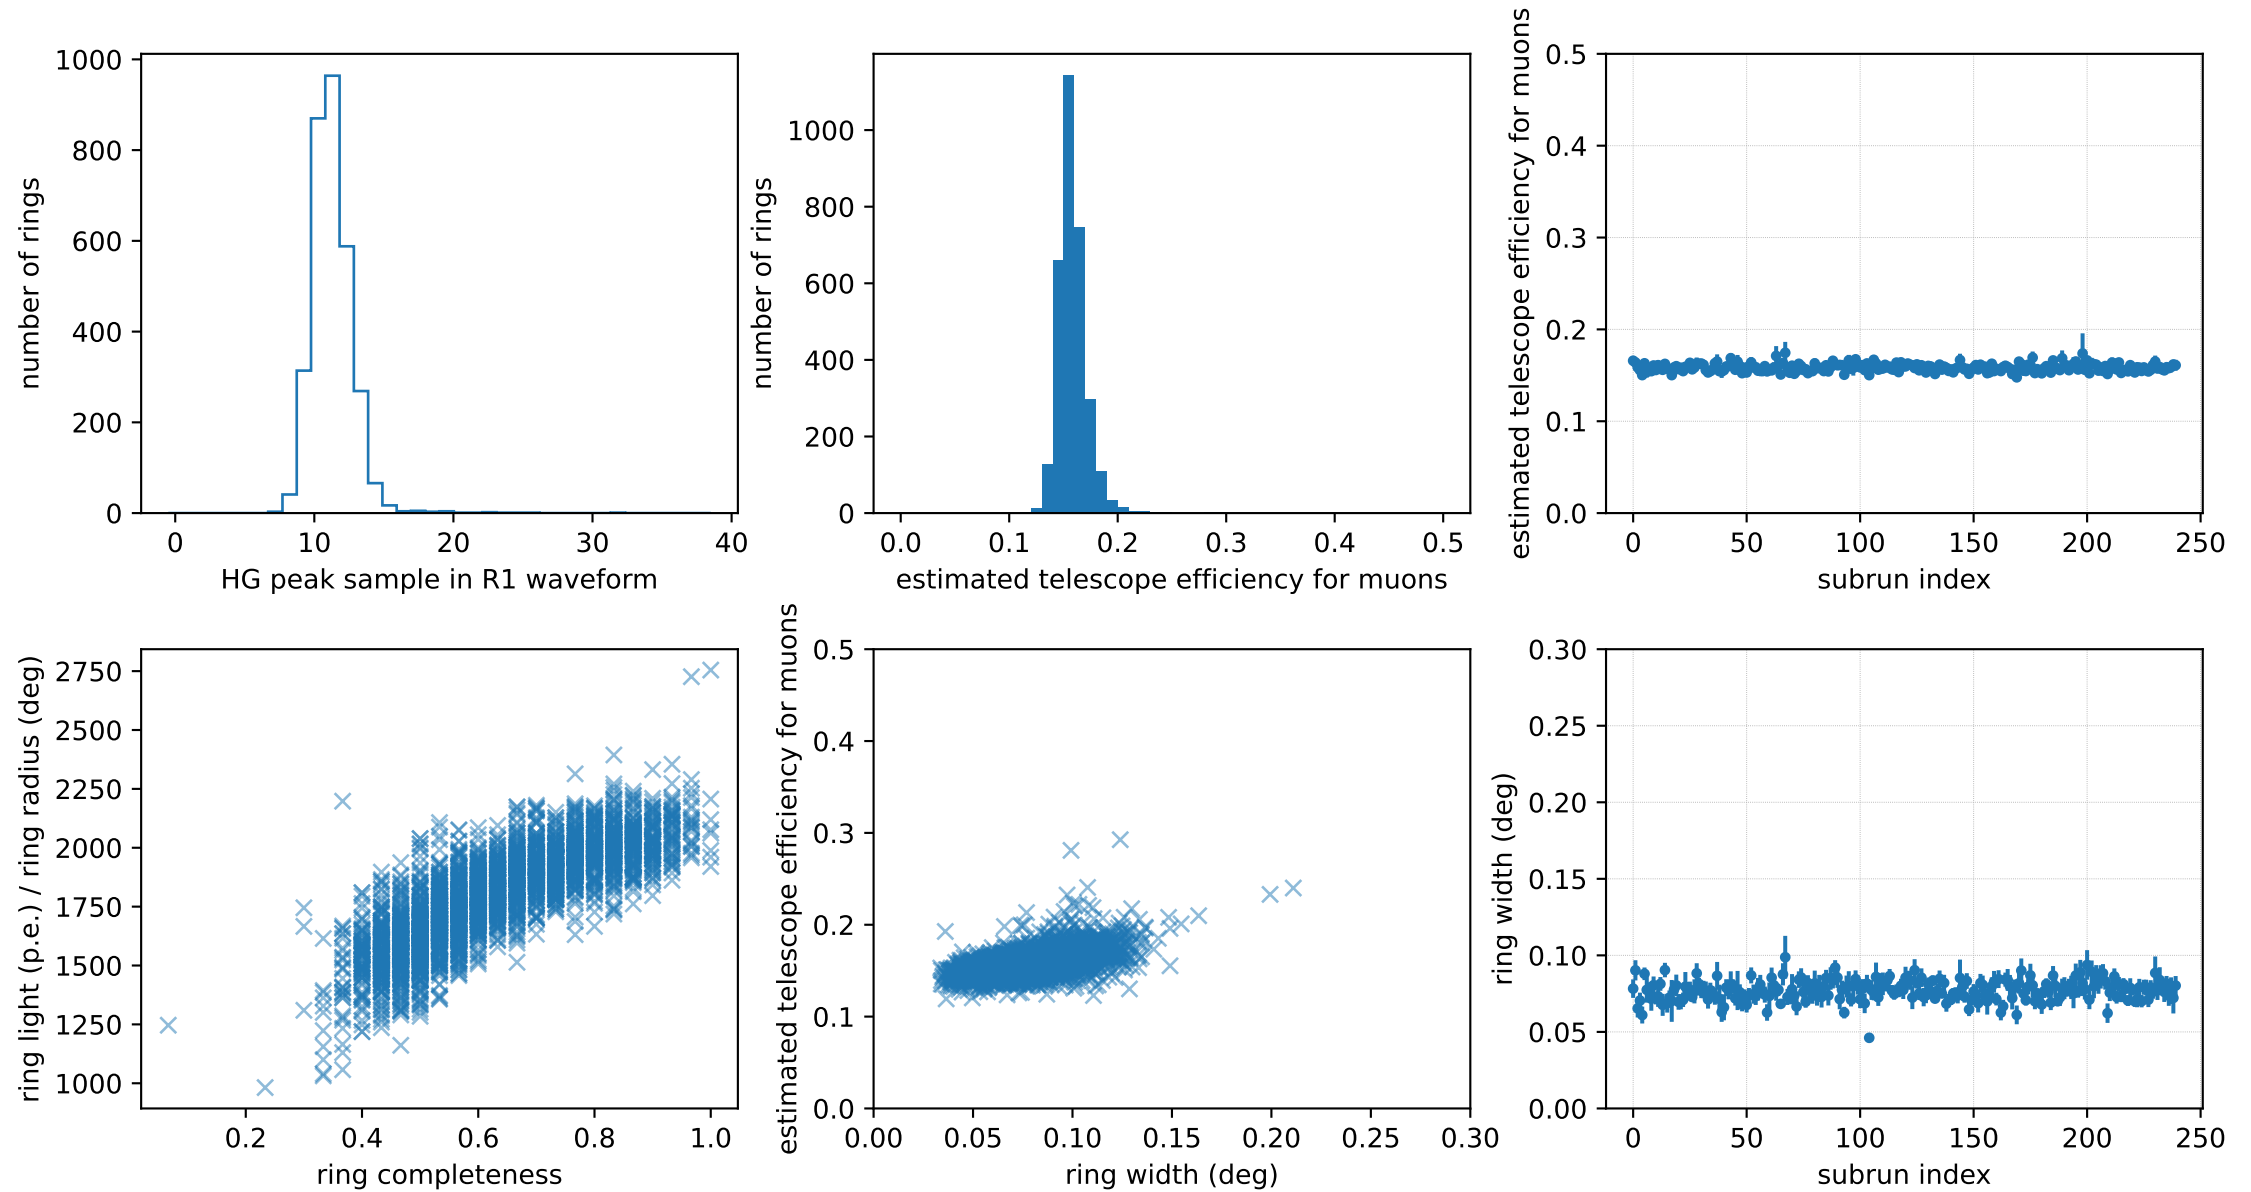 number of rings
1000
800
600
400
200
0
0 10 20 30 40
HG peak sample in R1 waveform
number of rings
1000
800
600
400
200
0
0.0 0.1 0.2 0.3 0.4 0.5
estimated telescope efficiency for muons
estimated telescope efficiency for muons
0.5
0.4
0.3
0.2
0.1
0.0
0 50 100 150 200 250
subrun index
ring light (p.e.) / ring radius (deg)
2750
2500
2250
2000
1750
1500
1250
1000
0.2 0.4 0.6 0.8 1.0
ring completeness
estimated telescope efficiency for muons
0.5
0.4
0.3
0.2
0.1
0.0
0.00 0.05 0.10 0.15 0.20 0.25 0.30
ring width (deg)
ring width (deg)
0.30
0.25
0.20
0.15
0.10
0.05
0.00
0 50 100 150 200 250
subrun index